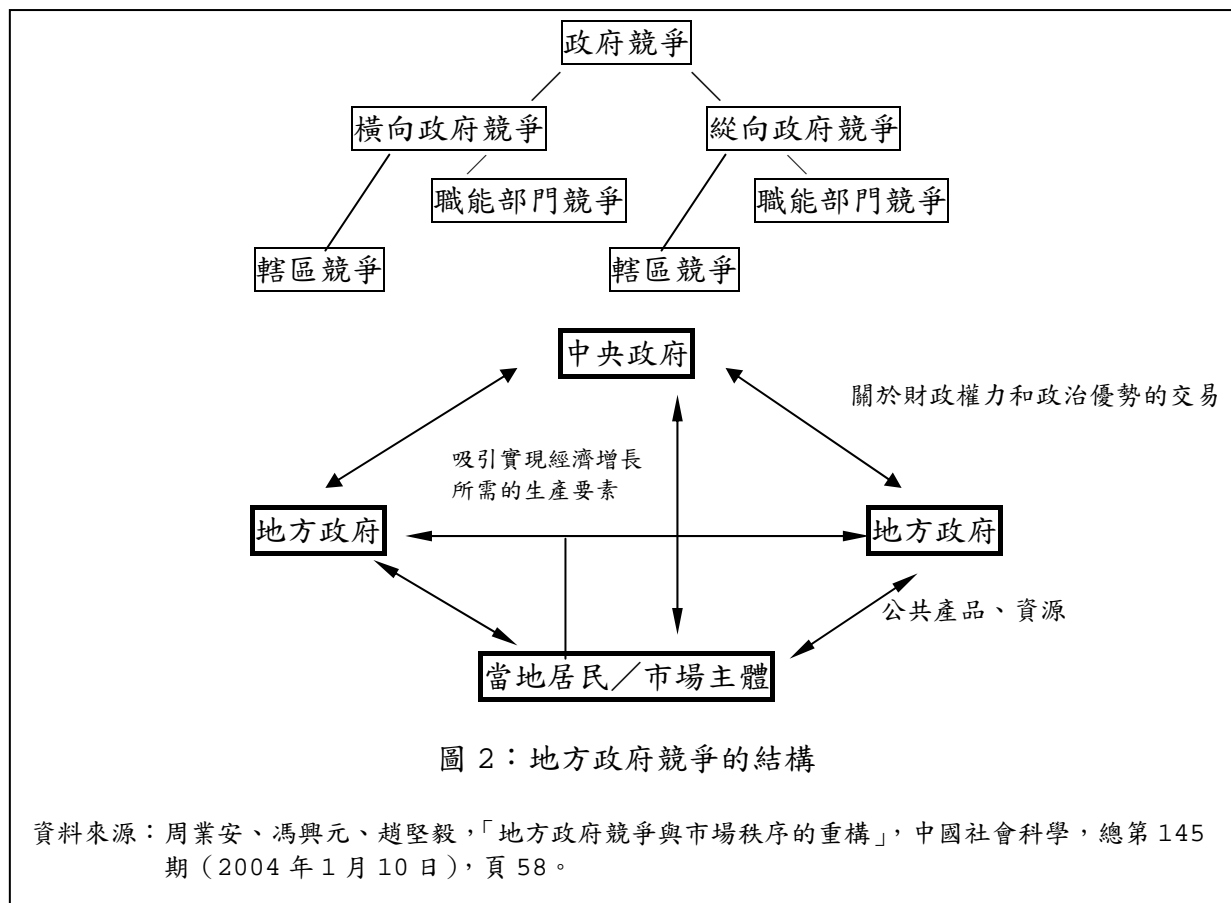 政府競爭
橫向政府競爭
縱向政府競爭
職能部門競爭
職能部門競爭
轄區競爭
轄區競爭
中央政府
關於財政權力和政治優勢的交易
吸引實現經濟增長
所需的生產要素
地方政府
地方政府
公共產品、資源
當地居民／市場主體
圖 2：地方政府競爭的結構
資料來源：周業安、馮興元、趙堅毅，「地方政府競爭與市場秩序的重構」，中國社會科學，總第 145
期（2004 年 1 月 10 日），頁 58。